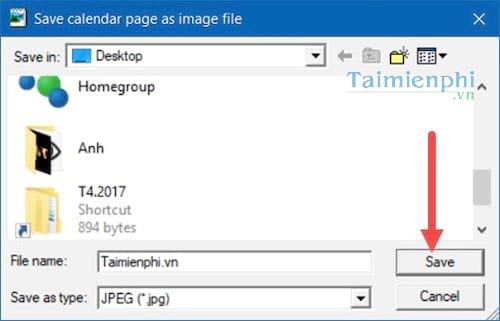 Save calendar page as image file
Save in: Desktop
Taimienphi
.vn
Homegroup
Anh
T4.2017
Shortcut
894 bytes
File name: Taimienphi.vn Save
Save as type: JPEG (*.jpg) Cancel